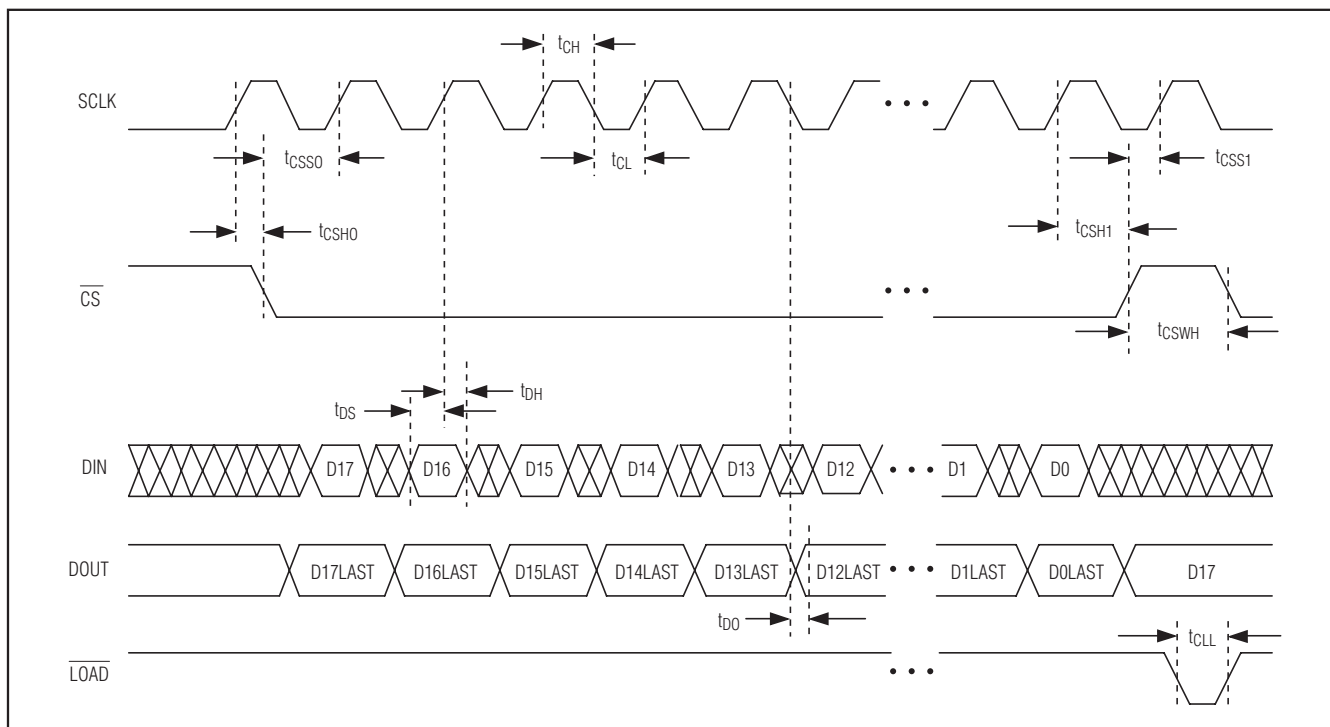 tCH
SCLK
tCSS0
tCL
tCSS1
tCSH0
tCSH1
CS
tCSWH
tDH
tDS
DIN
D17
D16
D15
D14
D13
D12
D1
D0
DOUT
D17LAST
D16LAST
D15LAST
D14LAST
D13LAST
D12LAST
D1LAST
D0LAST
D17
tDO
tCLL
LOAD